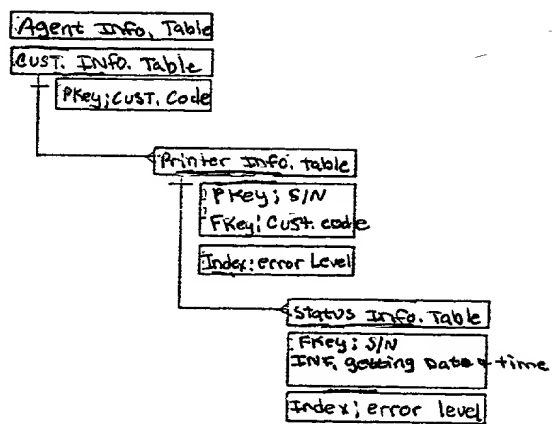 Agent Info. Table
Cust. Info. Table
PKey; Cust. Code
Printer Info. table
PKey; S/N
FKey; Cust. code
Index: error Level
Status Info. Table
FKey; S/N
INF. getting Date & time
Index; error level